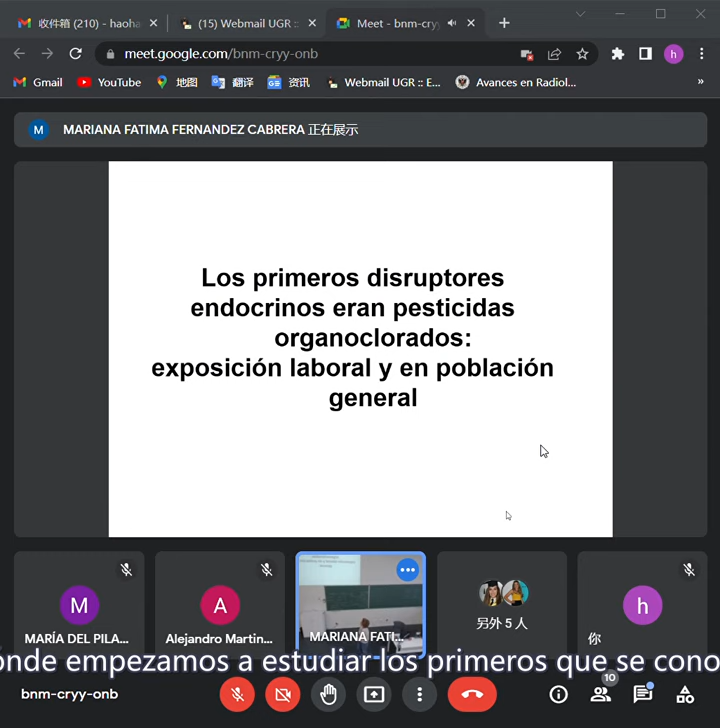 收件箱 (210) - haoha
(15) Webmail UGR ::
Meet - bnm-cryy
meet.google.com/bnm-cryy-onb
h
Gmail
YouTube
地图
翻译
资讯
Webmail UGR :: E...
Avances en Radiol...
»
M
MARIANA FATIMA FERNANDEZ CABRERA 正在展示
Los primeros disruptores
endocrinos eran pesticidas
organoclorados:
exposición laboral y en población
general
M
A
h
MARÍA DEL PILA...
Alejandro Martin...
MARIANA FATI...
另外 5 人
你
ónde empezamos a estudiar los primeros que se cono
bnm-cryy-onb
10